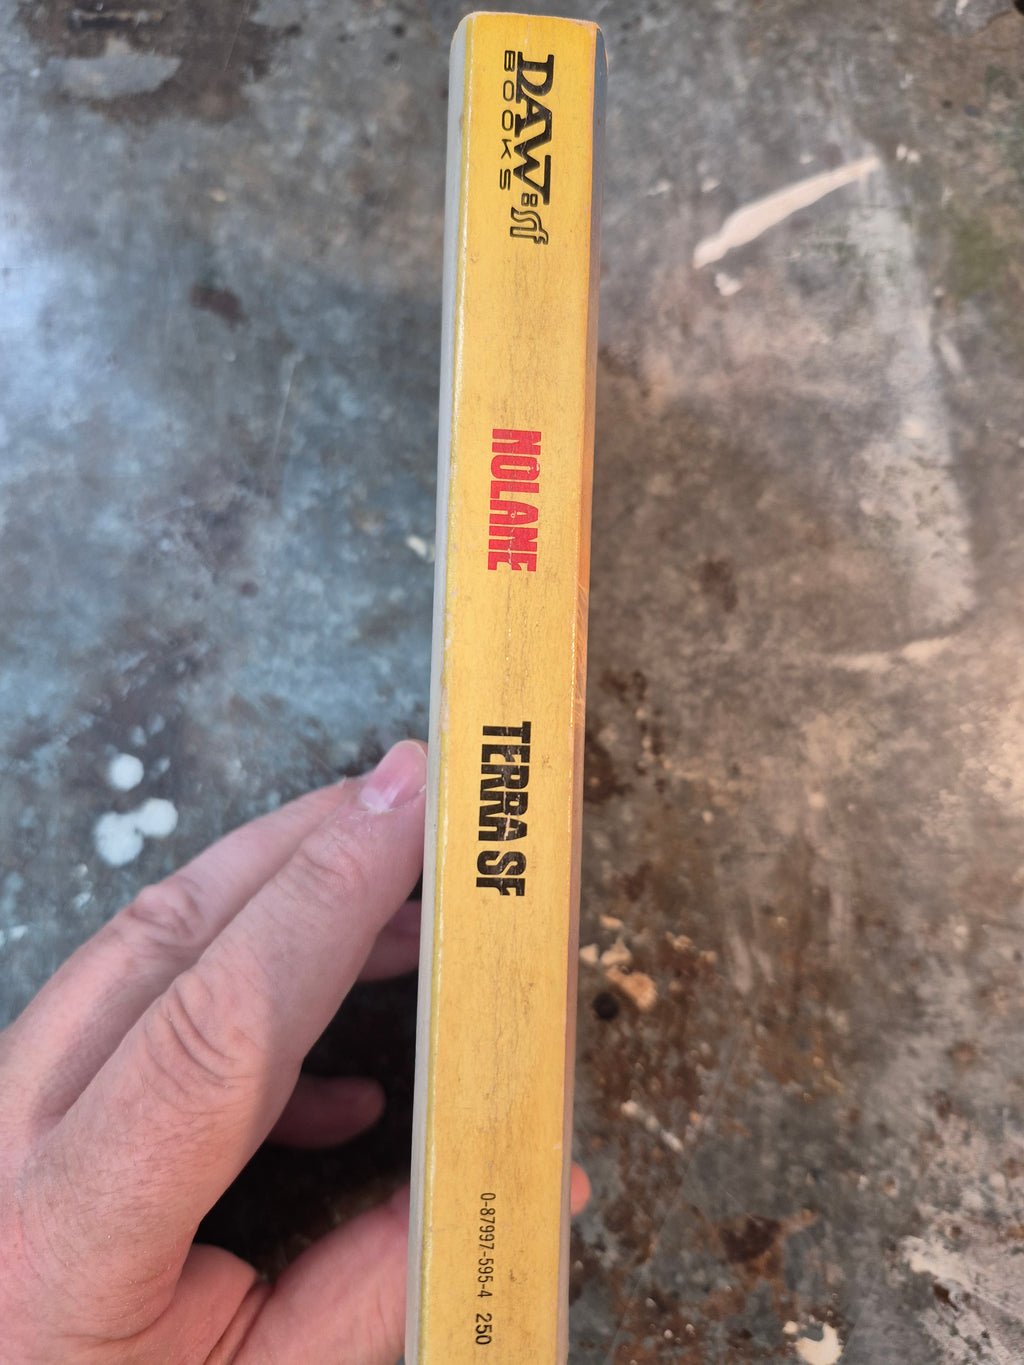 DAW sf
BOOKS
NOLANE
TERRA SF
0-87997-595-4 250